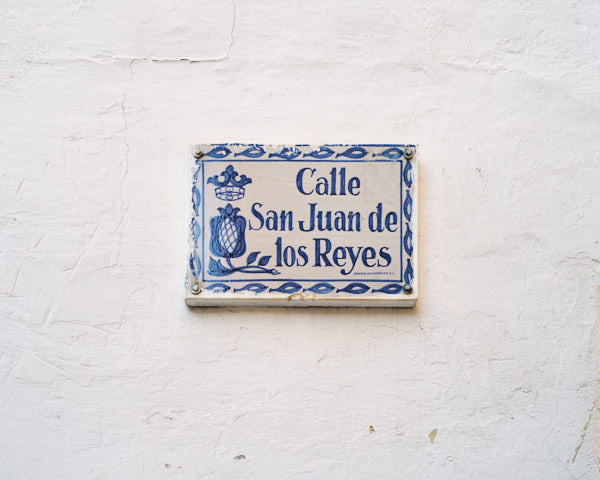 Calle
San Juan de
los Reyes